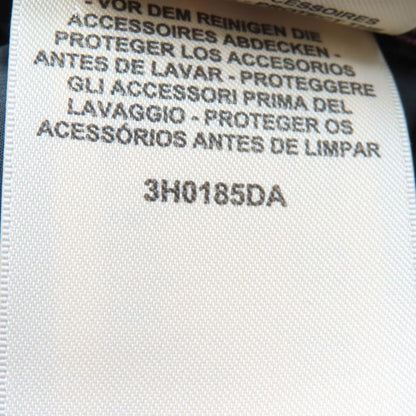 ACCESSOIRES
- VOR DEM REINIGEN DIE
ACCESSOIRES ABDECKEN -
PROTEGER LOS ACCESORIOS
ANTES DE LAVAR - PROTEGGERE
GLI ACCESSORI PRIMA DEL
LAVAGGIO - PROTEGER OS
ACESSÓRIOS ANTES DE LIMPAR
3H0185DA